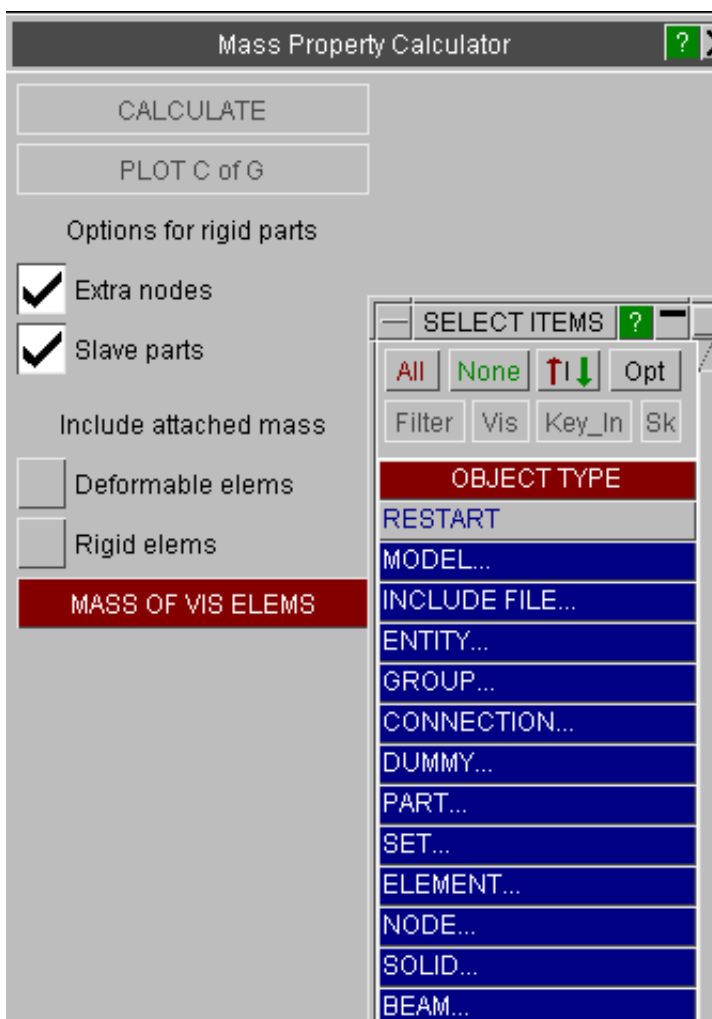 Mass Property Calculator ?
CALCULATE
PLOT C of G
Options for rigid parts
Extra nodes
Slave parts
Include attached mass
Deformable elems
Rigid elems
MASS OF VIS ELEMS
SELECT ITEMS ?
All None Opt
Filter Vis Key_In Sk
OBJECT TYPE
RESTART
MODEL...
INCLUDE FILE...
ENTITY...
GROUP...
CONNECTION...
DUMMY...
PART...
SET...
ELEMENT...
NODE...
SOLID...
BEAM...